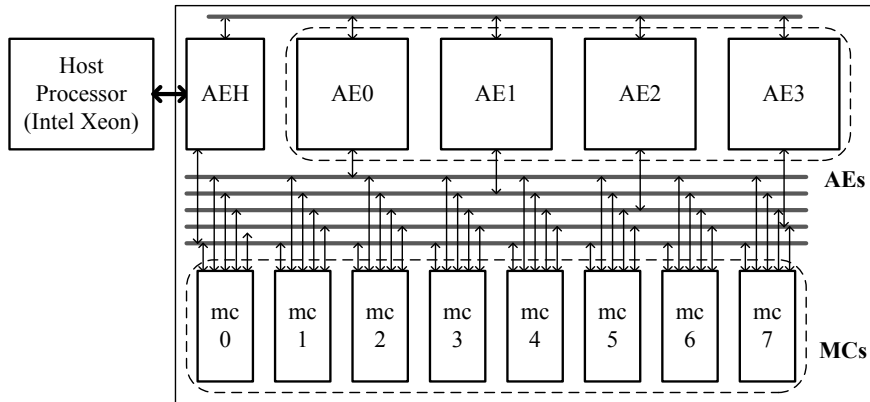 Host
Processor
(Intel Xeon)
AEH
AE0
AE1
AE2
AE3
AEs
mc
0
mc
1
mc
2
mc
3
mc
4
mc
5
mc
6
mc
7
MCs